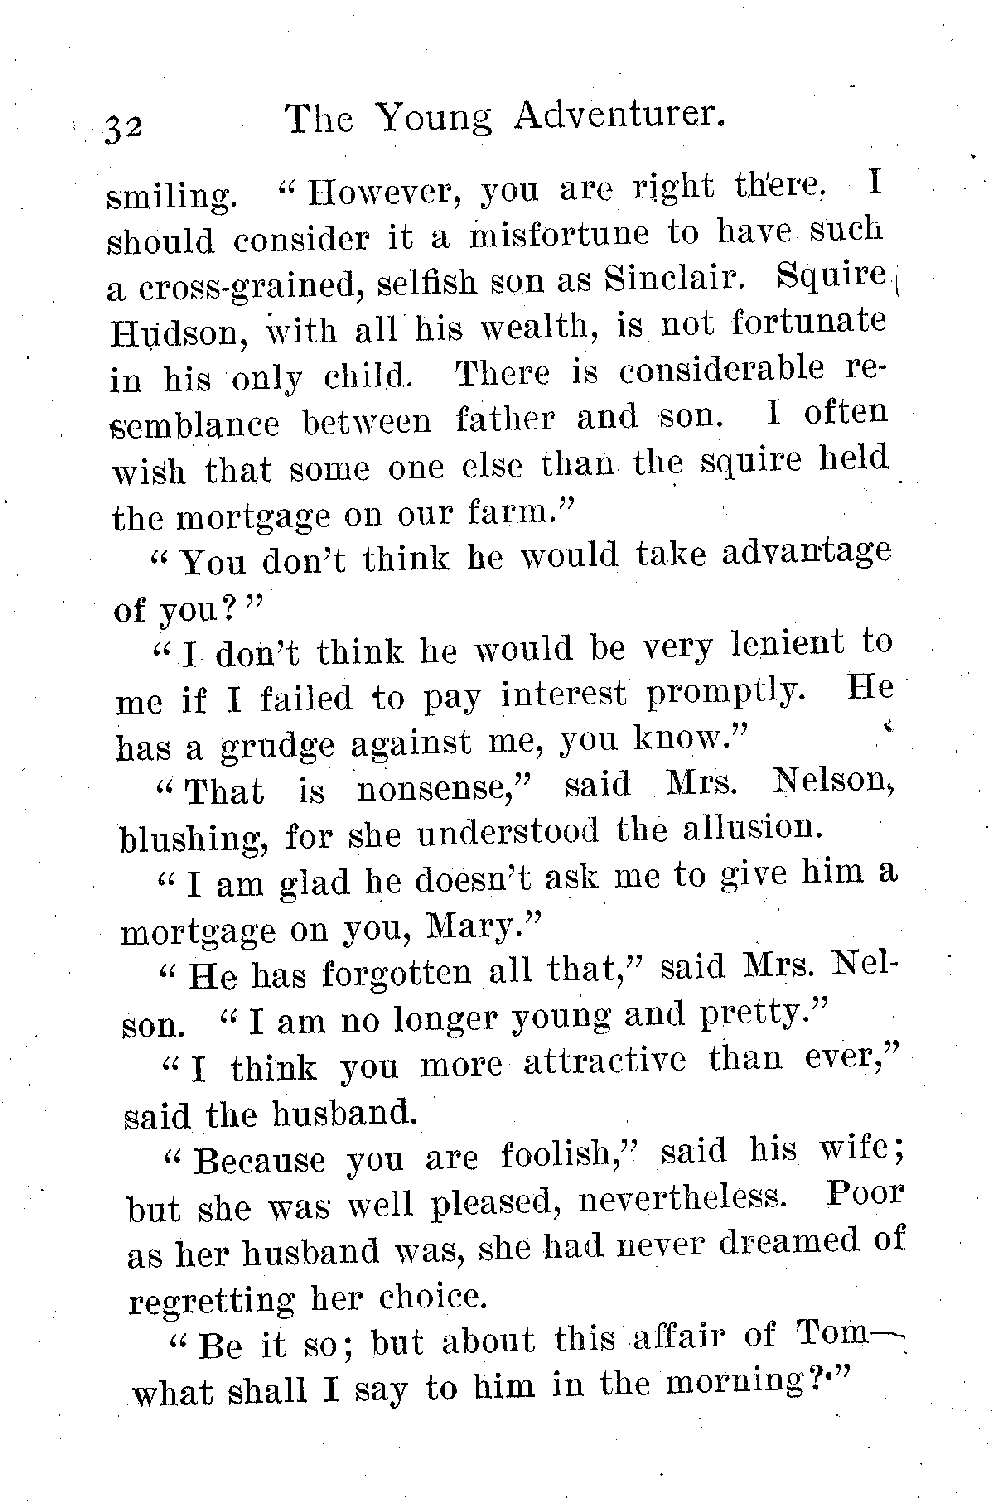 32 The Young Adventurer.
smiling. “ However, you are right there. I
should consider it a misfortune to have such
a cross-grained, selfish son as Sinclair. Squire
Hudson, with all his wealth, is not fortunate
in his only child. There is considerable re-
semblance between father and son. I often
wish that some one else than the squire held
the mortgage on our farm.”
“ You don’t think he would take advantage
of you? ”
“ I don’t think he would be very lenient to
me if I failed to pay interest promptly. He
has a grudge against me, you know.”
“ That is nonsense,” said Mrs. Nelson,
blushing, for she understood the allusion.
“ I am glad he doesn’t ask me to give him a
mortgage on you, Mary.”
“ He has forgotten all that,” said Mrs. Nel-
son. “ I am no longer young and pretty.”
“ I think you more attractive than ever,”
said the husband.
“ Because you are foolish,” said his wife;
but she was well pleased, nevertheless. Poor
as her husband was, she had never dreamed of
regretting her choice.
“ Be it so; but about this affair of Tom—
what shall I say to him in the morning?”